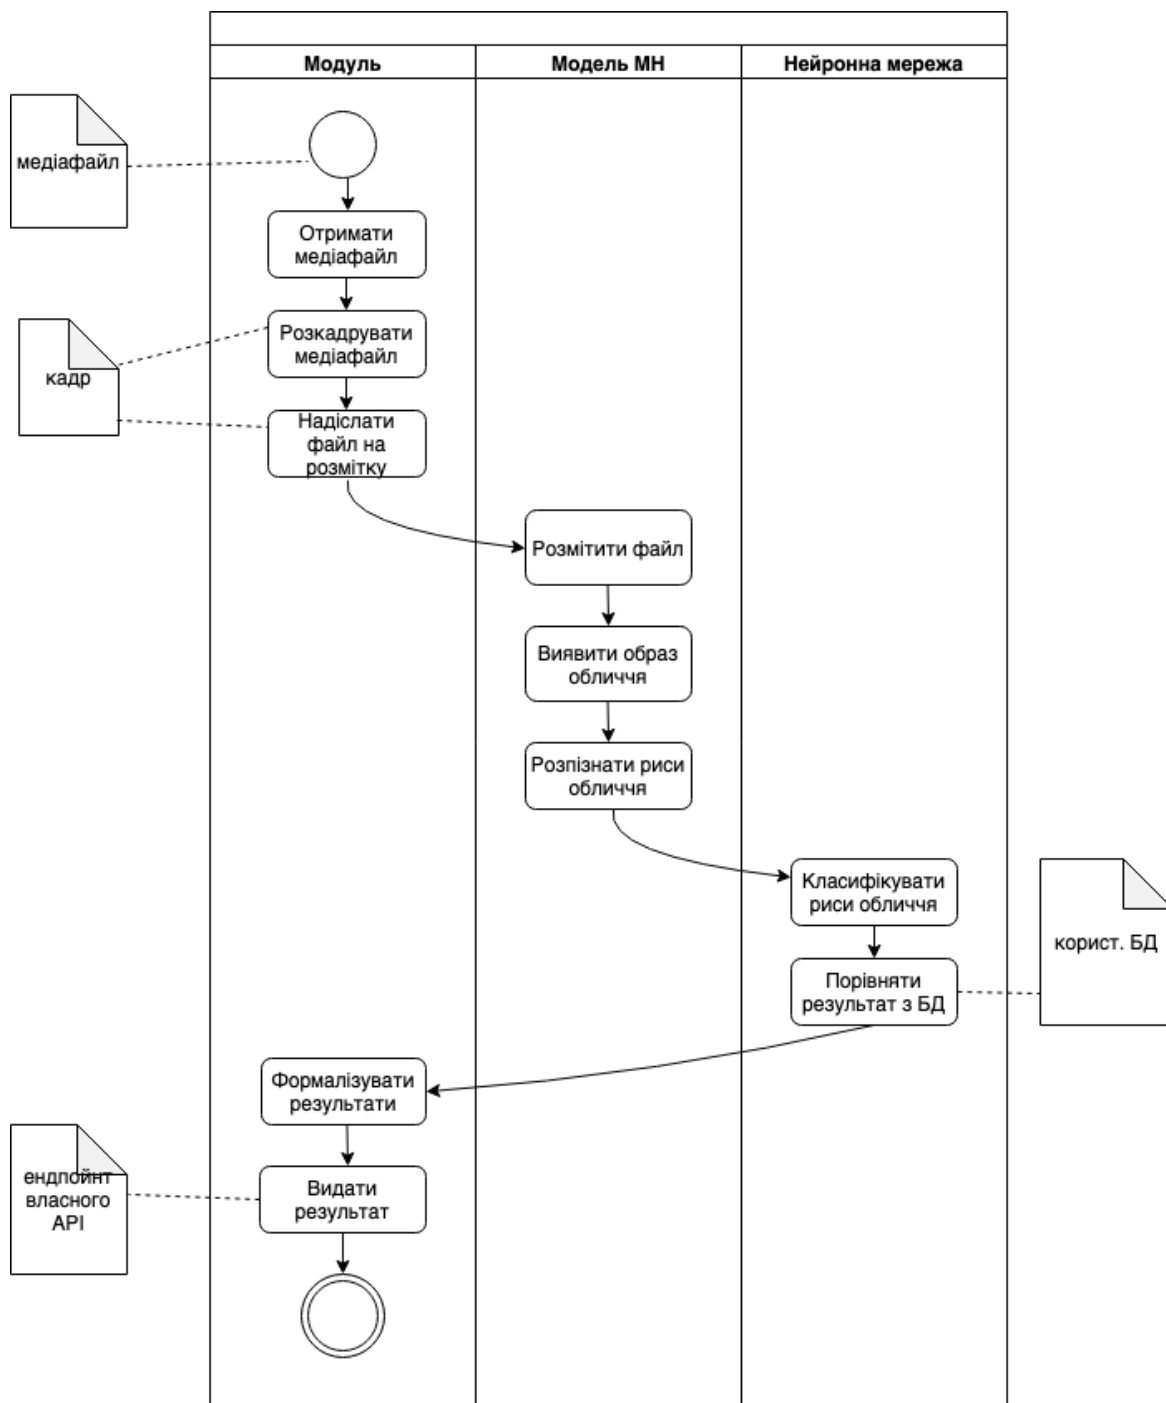 Модуль
Модель МН
Нейронна мережа
медіафайл
Отримати
медіафайл
Розкадрувати
медіафайл
кадр
Надіслати
файл на
розмітку
Розмітити файл
Виявити образ
обличчя
Розпізнати риси
обличчя
Класифікувати
риси обличчя
Порівняти
результат з БД
корист. БД
Формалізувати
результати
ендпойнт
власного
АРІ
Видати
результат